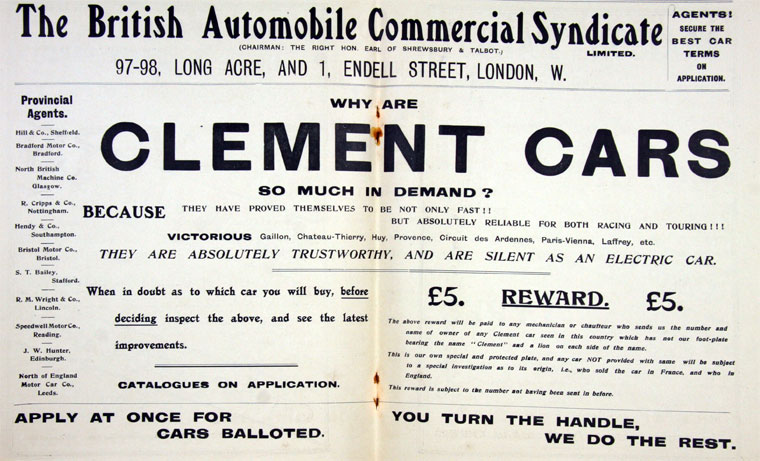 The British Automobile Commercial Syndicate
(CHAIRMAN: THE RIGHT HON. EARL OF SHREWSBURY & TALBOT.)
LIMITED.
97-98, LONG ACRE, AND 1, ENDELL STREET, LONDON, W.
AGENTS!
SECURE THE
BEST CAR
TERMS
ON
APPLICATION.
Provincial
Agents.
Hill & Co., Sheffield.
Bradford Motor Co.,
Bradford.
North British
Machine Co.
Glasgow.
R. Cripps & Co.,
Nottingham.
Hendy & Co.,
Southampton.
Bristol Motor Co.,
Bristol.
S. T. Bailey,
Stafford.
R. M. Wright & Co.,
Lincoln.
Speedwell Motor Co.,
Reading.
J. W. Hunter,
Edinburgh.
North of England
Motor Car Co.,
Leeds.
WHY ARE
CLEMENT CARS
SO MUCH IN DEMAND?
BECAUSE THEY HAVE PROVED THEMSELVES TO BE NOT ONLY FAST!!
BUT ABSOLUTELY RELIABLE FOR BOTH RACING AND TOURING!!!
VICTORIOUS Gaillon, Chateau-Thierry, Huy, Provence, Circuit des Ardennes, Paris-Vienna, Laffrey, etc.
THEY ARE ABSOLUTELY TRUSTWORTHY, AND ARE SILENT AS AN ELECTRIC CAR.
When in doubt as to which car you will buy, before
deciding inspect the above, and see the latest
improvements.
CATALOGUES ON APPLICATION.
£5. REWARD. £5.
The above reward will be paid to any mechanician or chauffeur who sends us the number and
name of owner of any Clement car seen in this country which has not our foot-plate
bearing the name "Clement" and a lion on each side of the name.
This is our own special and protected plate, and any car NOT provided with same will be subject
to a special investigation as to its origin, i.e., who sold the car in France, and who in
England.
This reward is subject to the number not having been sent in before.
APPLY AT ONCE FOR
CARS BALLOTED.
YOU TURN THE HANDLE,
WE DO THE REST.